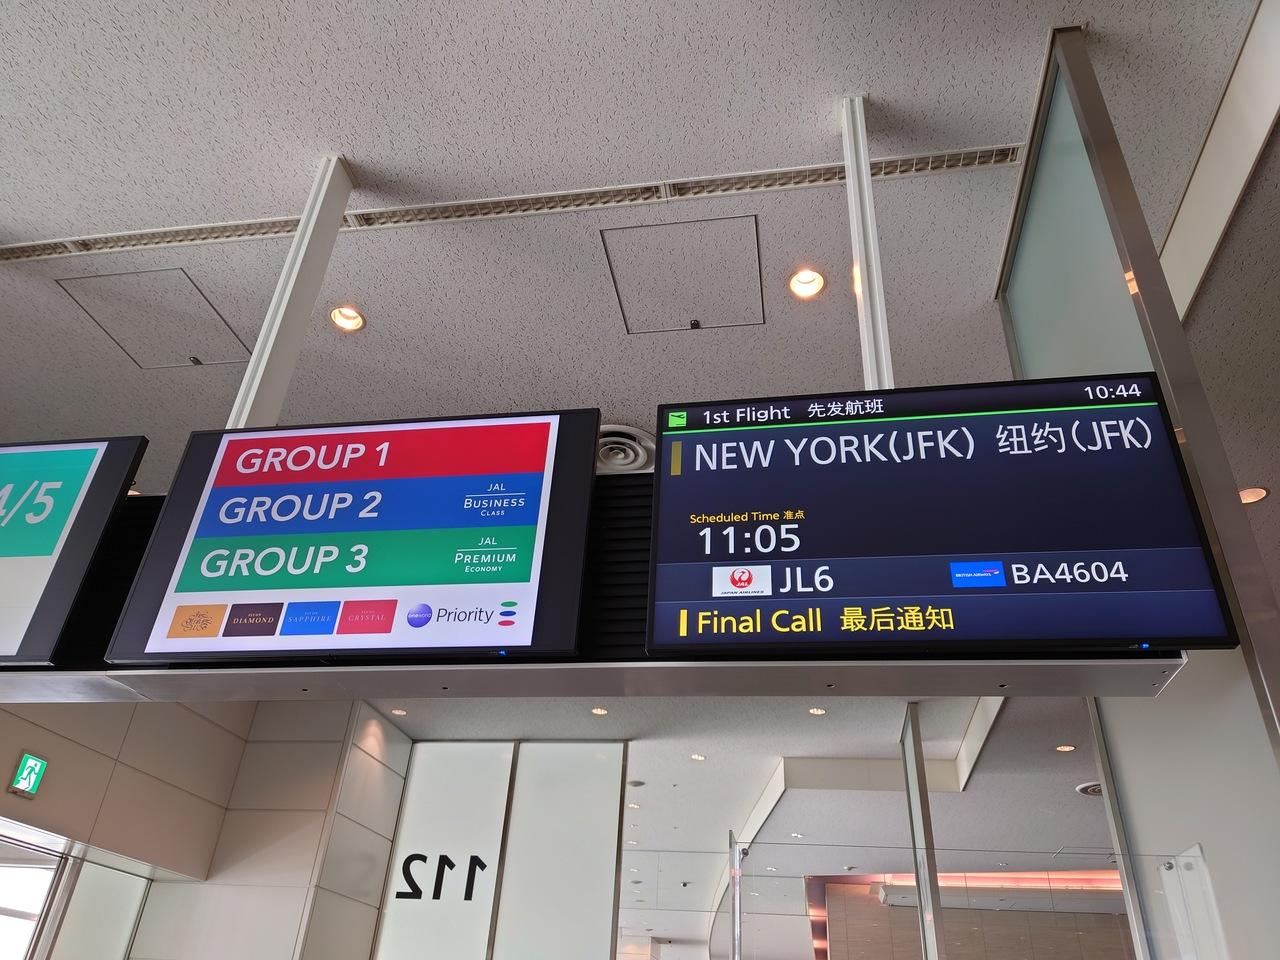 4/5
GROUP 1
GROUP 2
JAL
BUSINESS
CLASS
GROUP 3
JAL
PREMIUM
ECONOMY
DIAMOND
SAPPHIRE
CRYSTAL
oneworld
Priority
1st Flight 先发航班 10:44
NEW YORK(JFK) 纽约(JFK)
Scheduled Time 准点
11:05
JAL
JAPAN AIRLINES
JL6
BRITISH AIRWAYS
BA4604
Final Call 最后通知
112